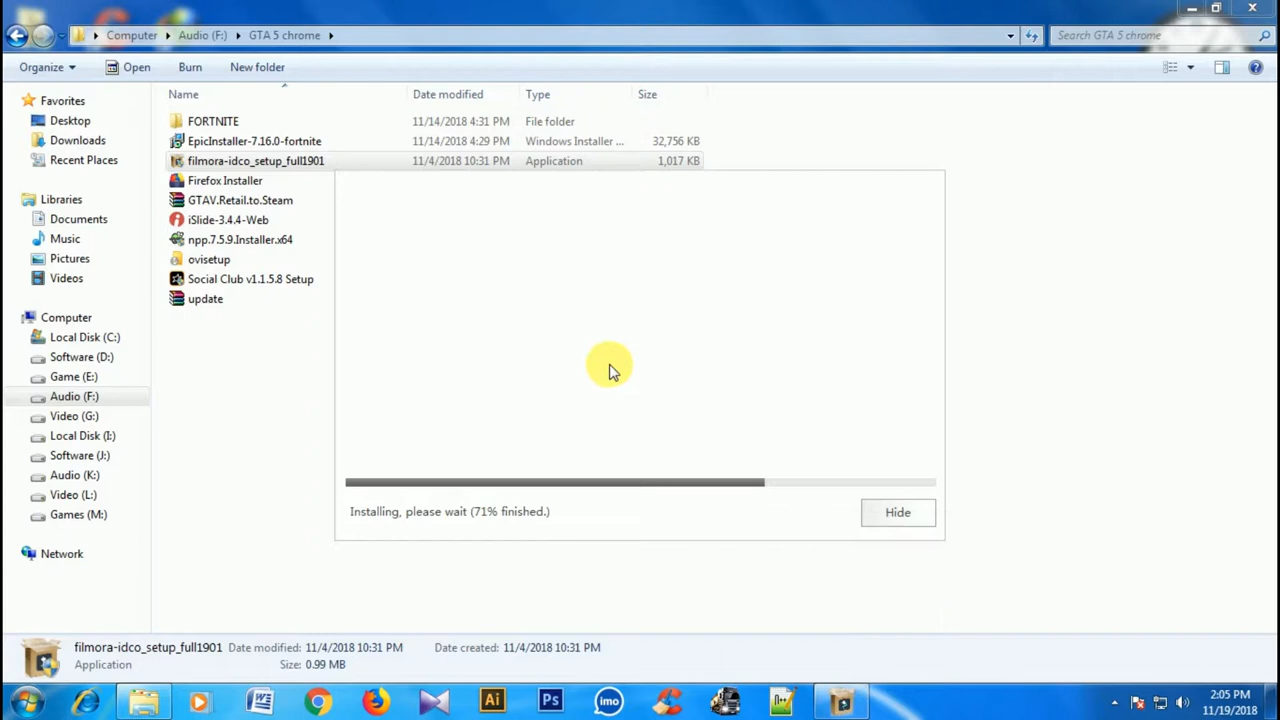 Computer Audio (F:) GTA 5 chrome
Search GTA 5 chrome
Organize Open Burn New folder
Name Date modified Type Size
Favorites
Desktop
Downloads
Recent Places
Libraries
Documents
Music
Pictures
Videos
Computer
Local Disk (C:)
Software (D:)
Game (E:)
Audio (F:)
Video (G:)
Local Disk (I:)
Software (J:)
Audio (K:)
Video (L:)
Games (M:)
Network
FORTNITE 11/14/2018 4:31 PM File folder
EpicInstaller-7.16.0-fortnite 11/14/2018 4:29 PM Windows Installer ... 32,756 KB
filmora-idco_setup_full1901 11/4/2018 10:31 PM Application 1,017 KB
Firefox Installer
GTAV.Retail.to.Steam
iSlide-3.4.4-Web
npp.7.5.9.Installer.x64
ovisetup
Social Club v1.1.5.8 Setup
update
Installing, please wait (71% finished.)
Hide
filmora-idco_setup_full1901 Date modified: 11/4/2018 10:31 PM Date created: 11/4/2018 10:31 PM
Application Size: 0.99 MB
Ai Ps imo
2:05 PM
11/19/2018